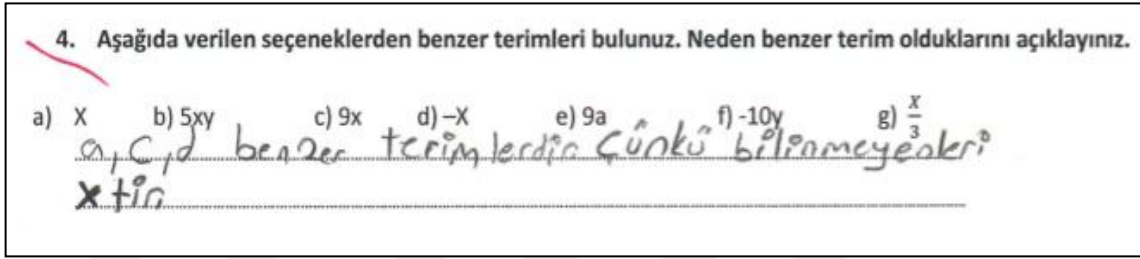 4. Aşağıda verilen seçeneklerden benzer terimleri bulunuz. Neden benzer terim olduklarını açıklayınız.
a) X b) 5xy c) 9x d) –X e) 9a f) -10y g) x/3
a, c, d benzer terimlerdir Çünkü bilinmeyenleri
x tir